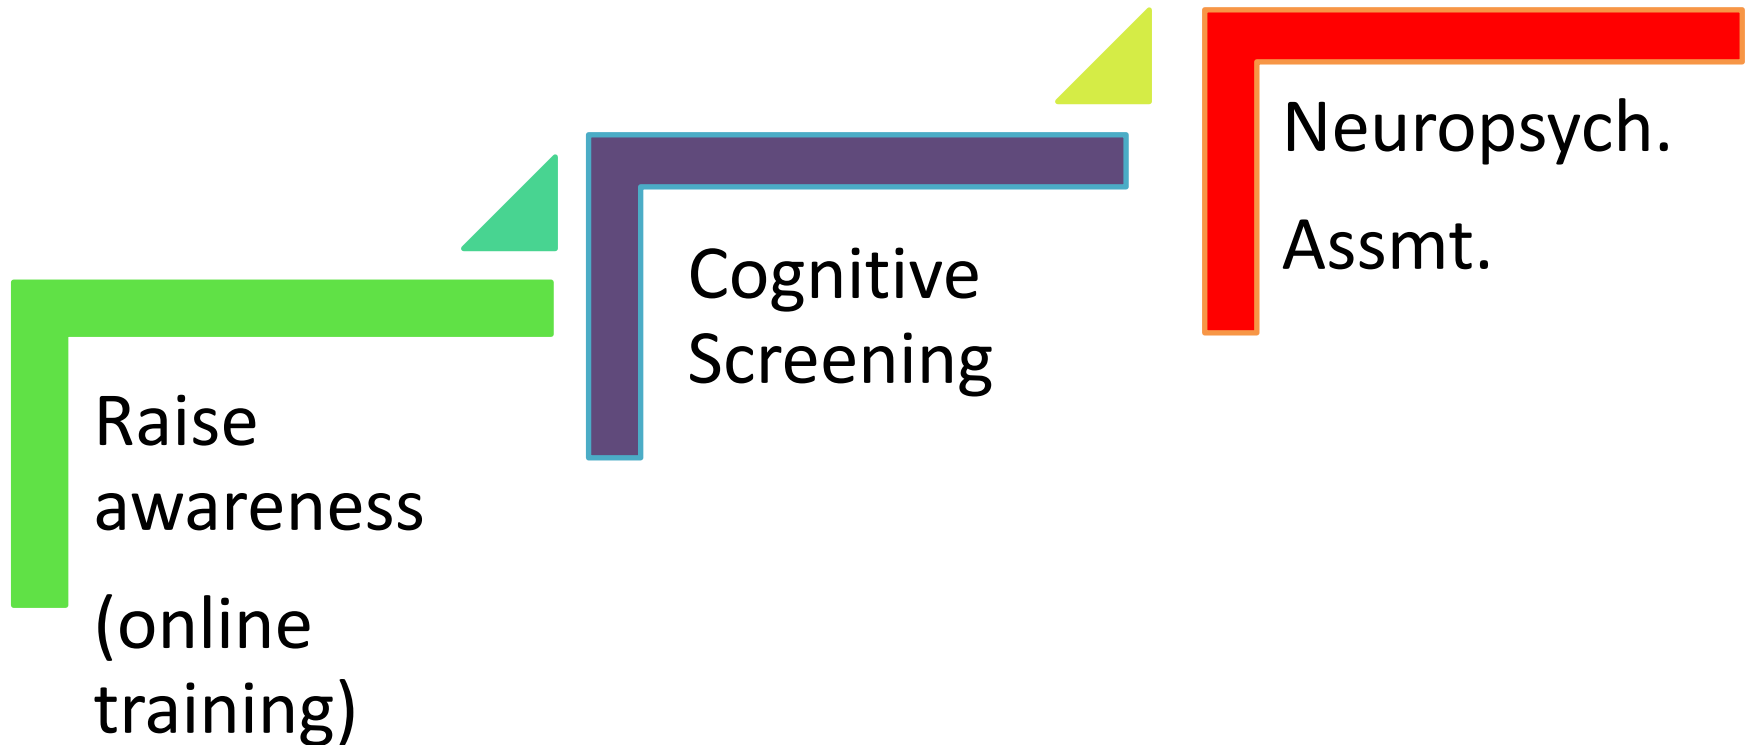 Raise
awareness
(online
training)
Cognitive
Screening
Neuropsych.
Assmt.